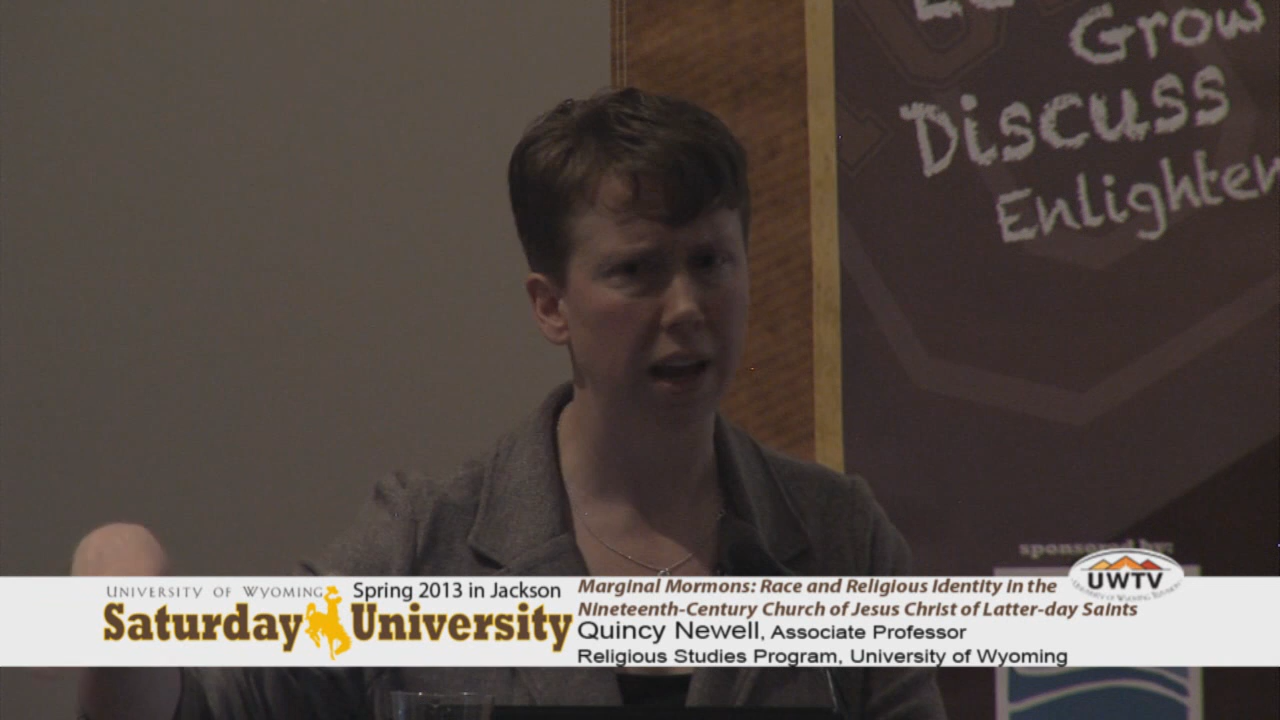 Grow
Discuss
Enlighten
sponsored by:
UWTV
UNIVERSITY OF WYOMING
Saturday University
Spring 2013 in Jackson
Marginal Mormons: Race and Religious Identity in the
Nineteenth-Century Church of Jesus Christ of Latter-day Saints
Quincy Newell, Associate Professor
Religious Studies Program, University of Wyoming